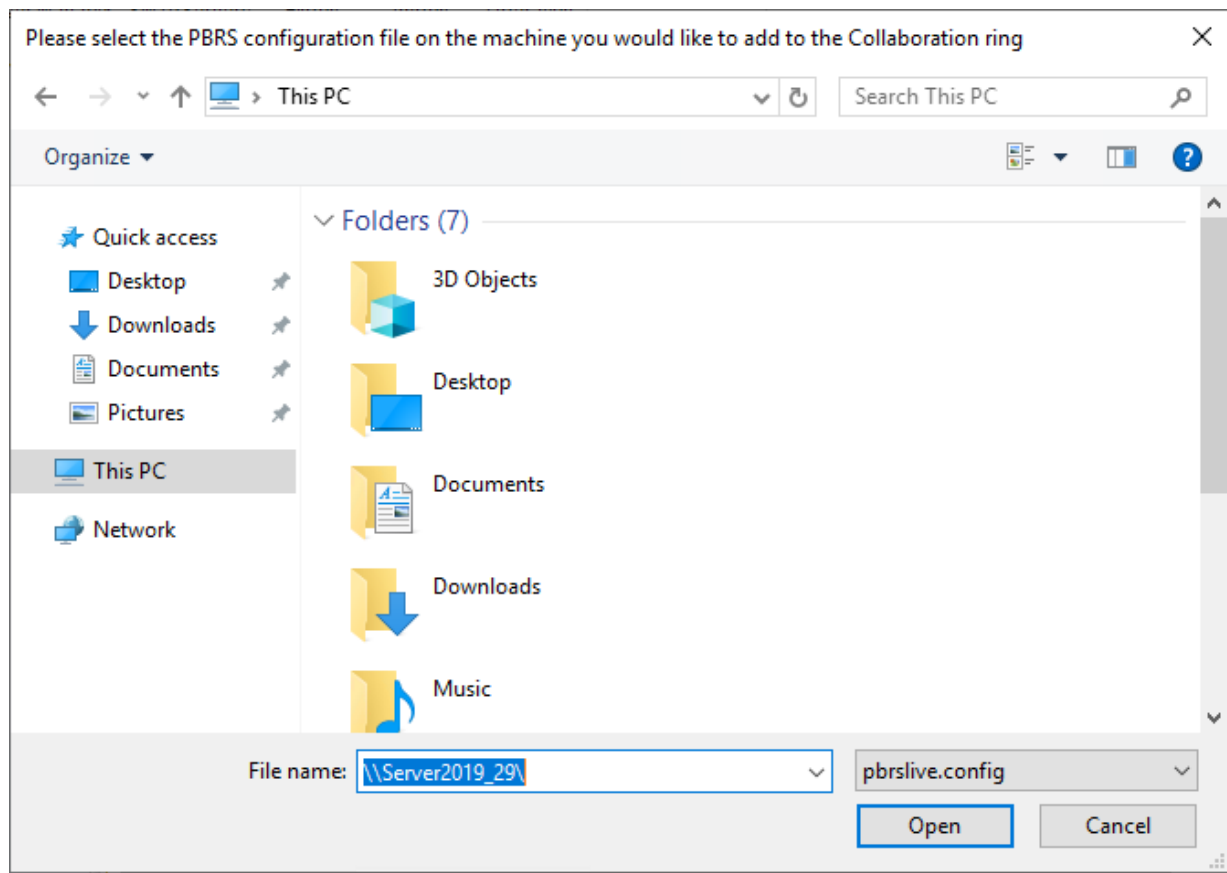 Please select the PBRS configuration file on the machine you would like to add to the Collaboration ring
This PC
Search This PC
Organize
Quick access
Desktop
Downloads
Documents
Pictures
This PC
Network
Folders (7)
3D Objects
Desktop
Documents
Downloads
Music
File name: \\Server2019_29\
pbrslive.config
Open Cancel